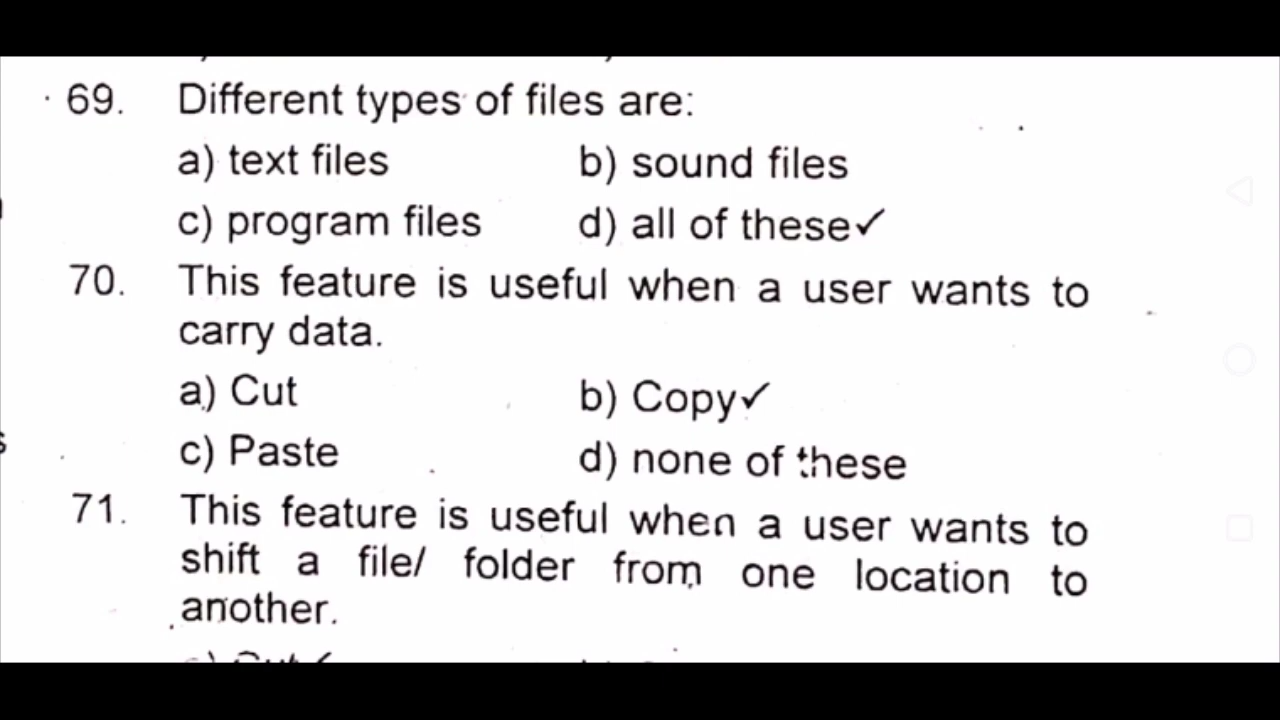 69. Different types of files are:
a) text files b) sound files
c) program files d) all of these✓
70. This feature is useful when a user wants to
carry data.
a) Cut b) Copy✓
c) Paste d) none of these
71. This feature is useful when a user wants to
shift a file/ folder from one location to
another.